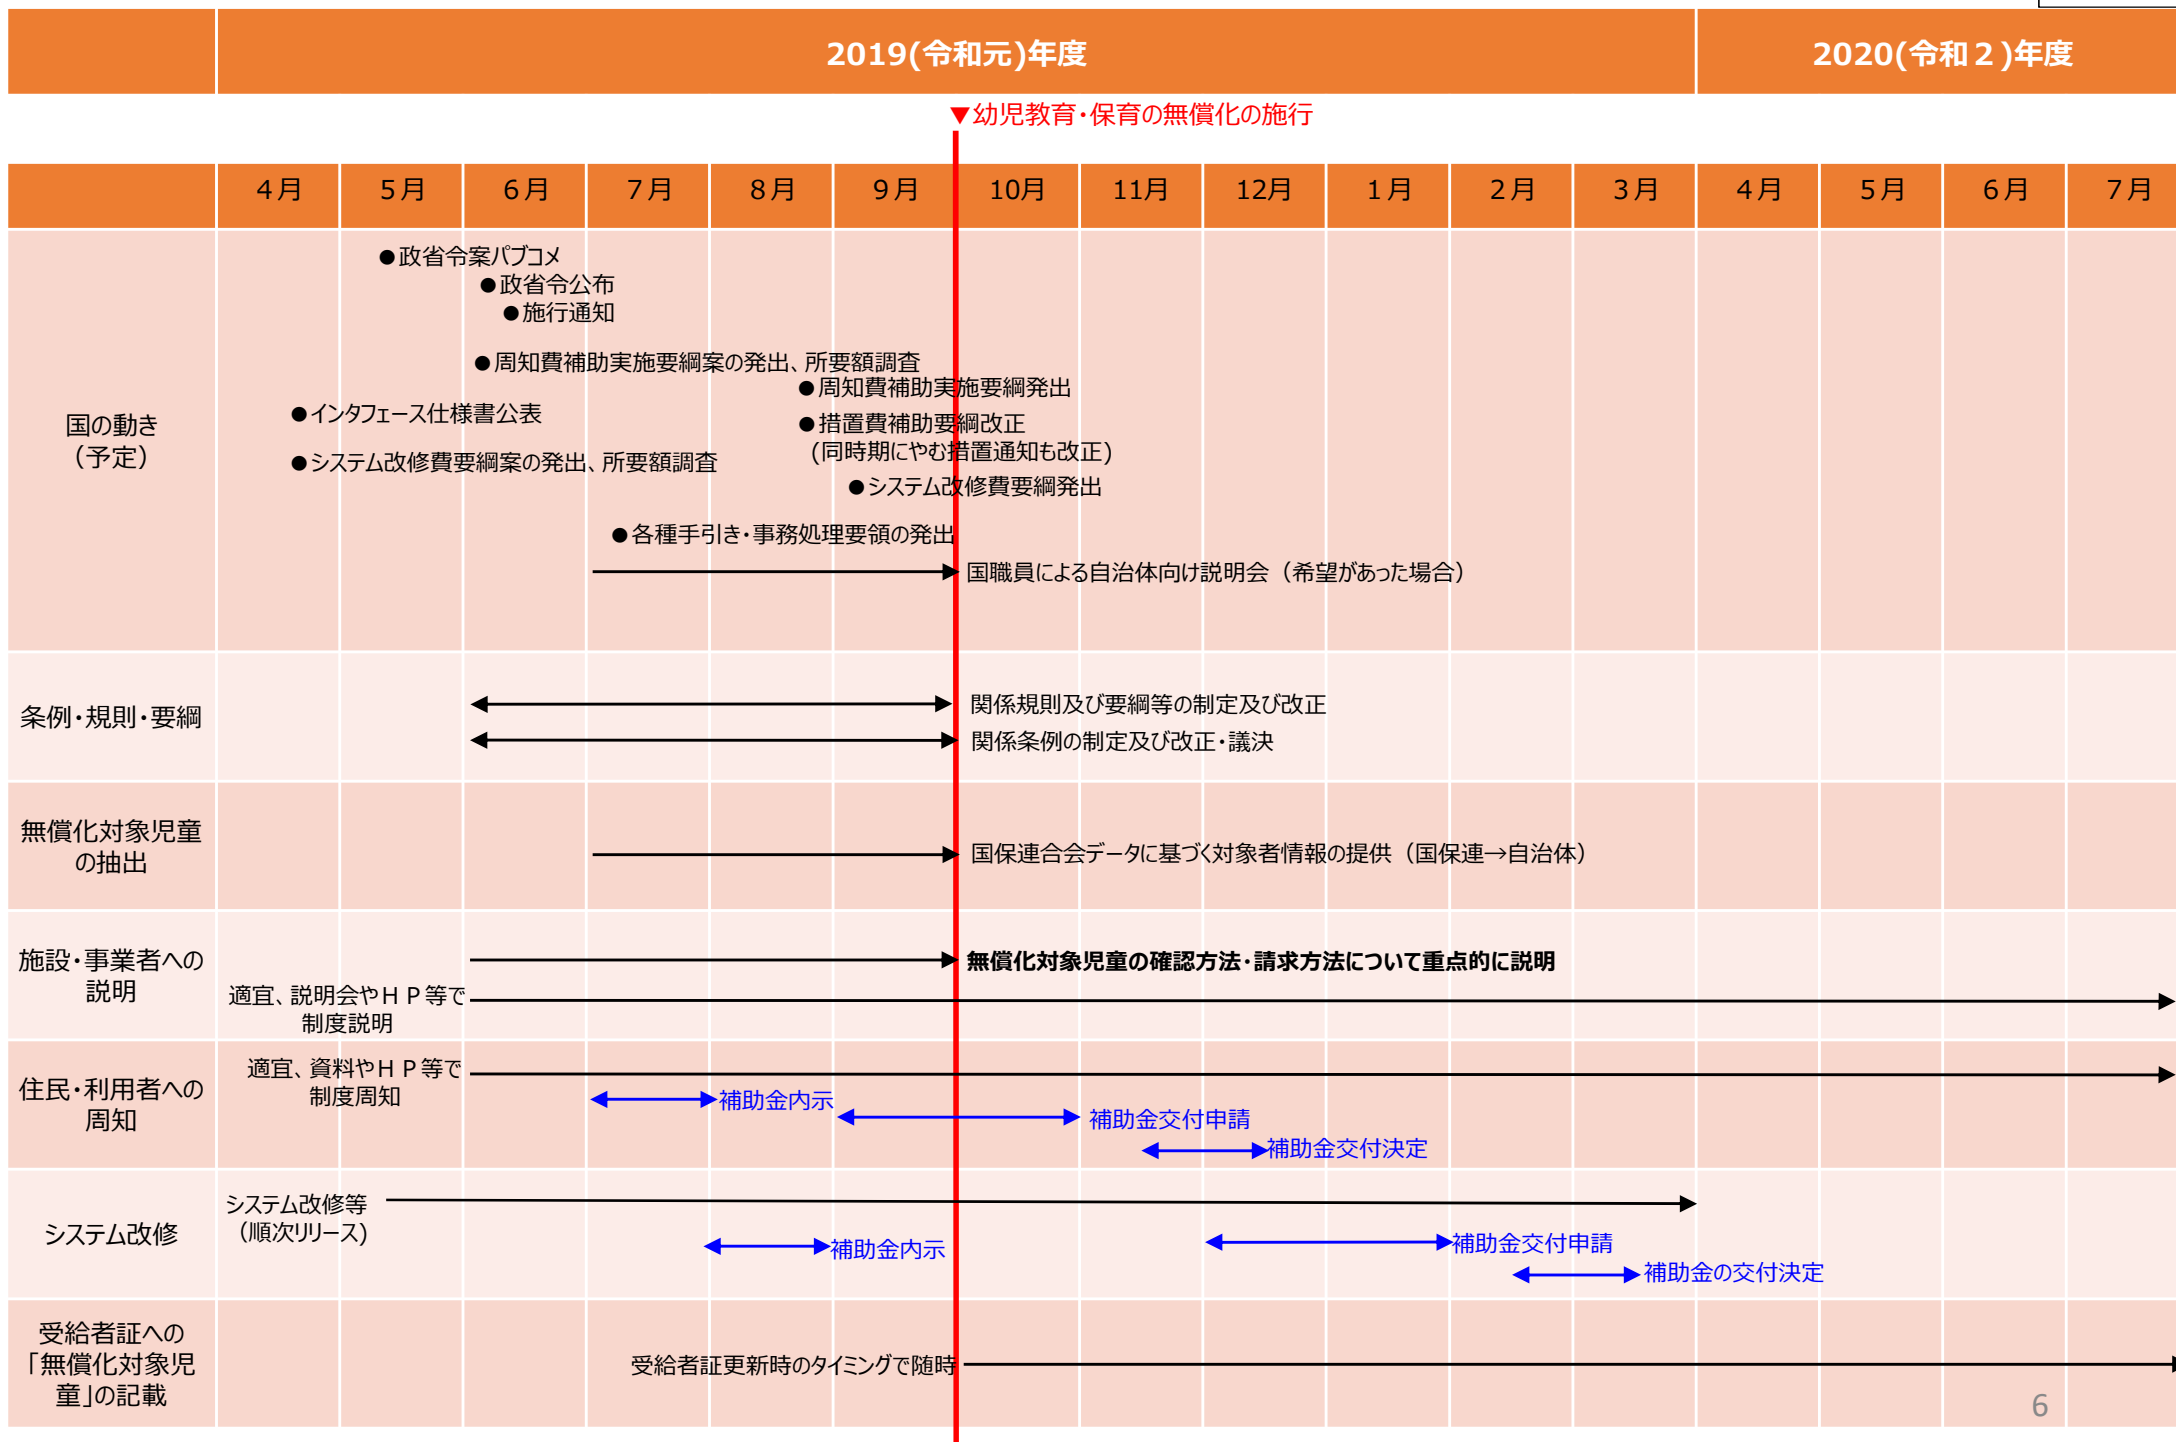 2019(令和元)年度
2020(令和２)年度
▼幼児教育・保育の無償化の施行
４月
５月
６月
７月
８月
９月
10月
11月
12月
１月
２月
３月
４月
５月
６月
７月
国の動き
（予定）
●政省令案パブコメ
●政省令公布
●施行通知
●周知費補助実施要綱案の発出、所要額調査
●周知費補助実施要綱発出
●インタフェース仕様書公表
●措置費補助要綱改正
(同時期にやむ措置通知も改正)
●システム改修費要綱案の発出、所要額調査
●システム改修費要綱発出
●各種手引き・事務処理要領の発出
国職員による自治体向け説明会（希望があった場合）
条例・規則・要綱
関係規則及び要綱等の制定及び改正
関係条例の制定及び改正・議決
無償化対象児童
の抽出
国保連合会データに基づく対象者情報の提供（国保連→自治体）
施設・事業者への
説明
無償化対象児童の確認方法・請求方法について重点的に説明
適宜、説明会やＨＰ等で
制度説明
住民・利用者への
周知
適宜、資料やＨＰ等で
制度周知
補助金内示
補助金交付申請
補助金交付決定
システム改修
システム改修等
（順次リリース)
補助金内示
補助金交付申請
補助金の交付決定
受給者証への
「無償化対象児
童」の記載
受給者証更新時のタイミングで随時
6